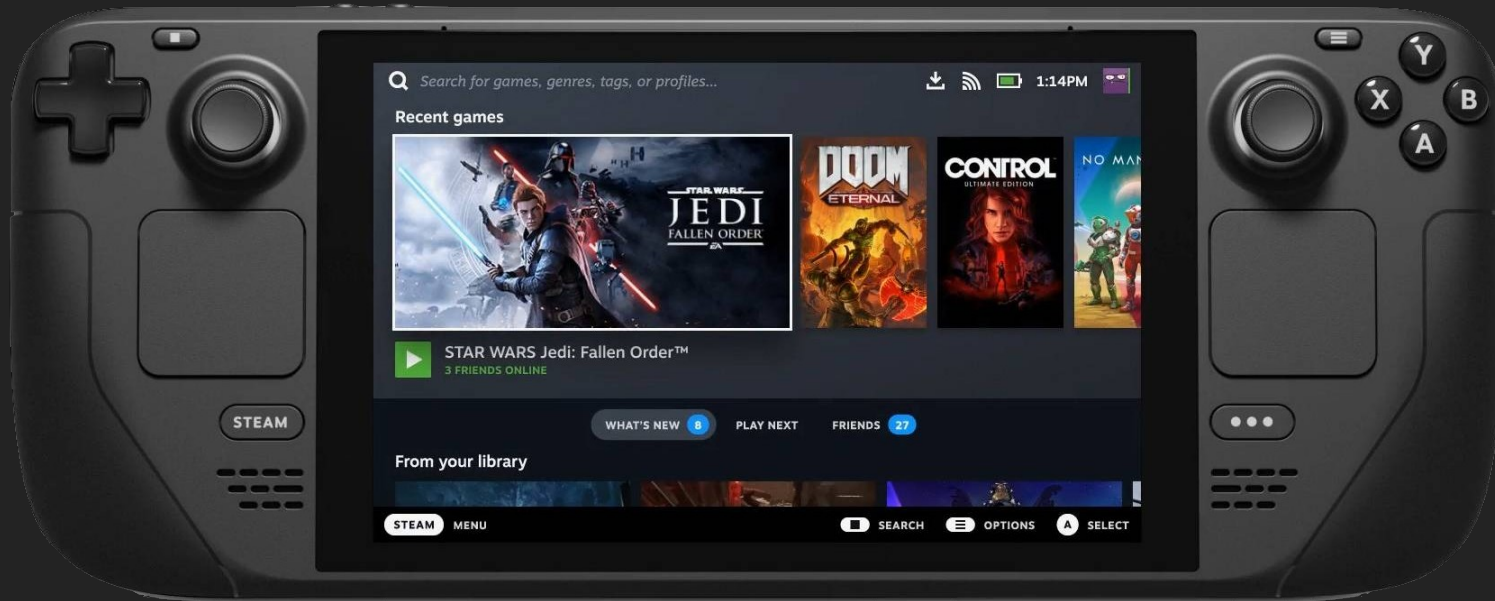 Search for games, genres, tags, or profiles...
1:14PM
Recent games
STAR WARS
JEDI
FALLEN ORDER
EA
DOOM
ETERNAL
CONTROL
ULTIMATE EDITION
NO MAN
STAR WARS Jedi: Fallen Order™
3 FRIENDS ONLINE
WHAT'S NEW 8 PLAY NEXT FRIENDS 27
From your library
STEAM MENU SEARCH OPTIONS A SELECT
STEAM
Y
X
B
A